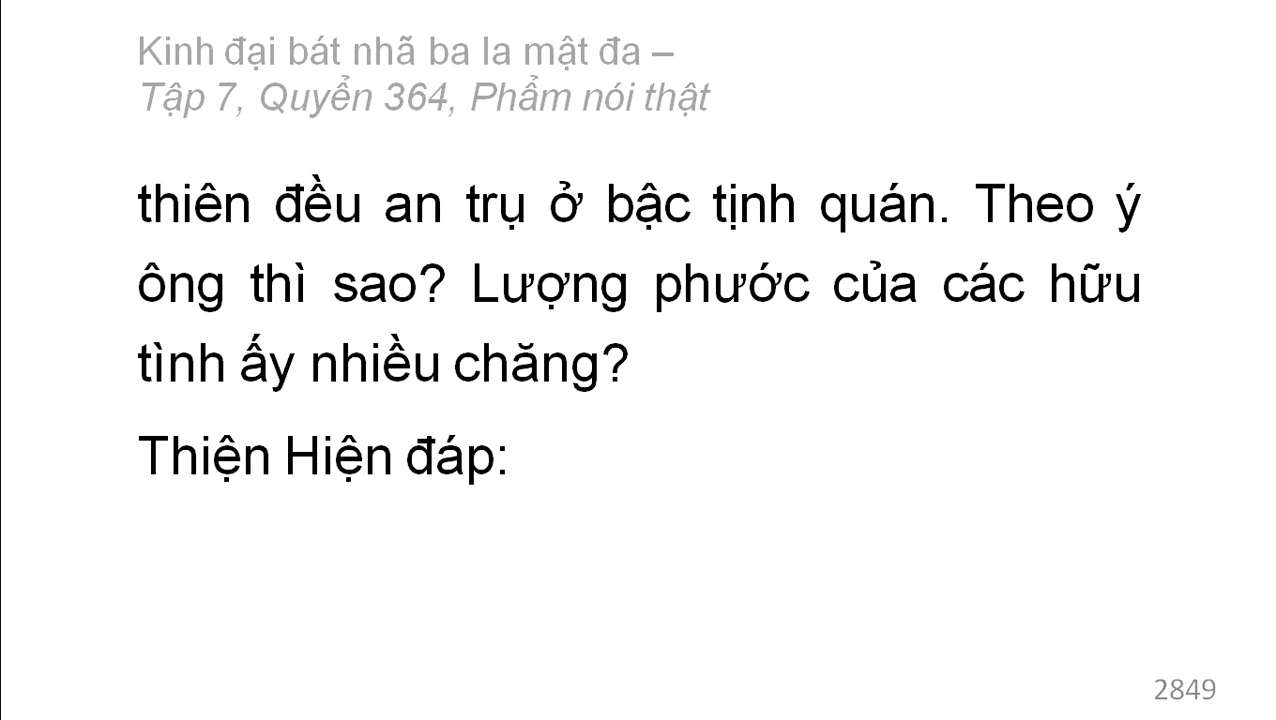 Kinh đại bát nhã ba la mật đa –
Tập 7, Quyển 364, Phẩm nói thật
thiên đều an trụ ở bậc tịnh quán. Theo ý
ông thì sao? Lượng phước của các hữu
tình ấy nhiều chăng?
Thiện Hiện đáp:
2849